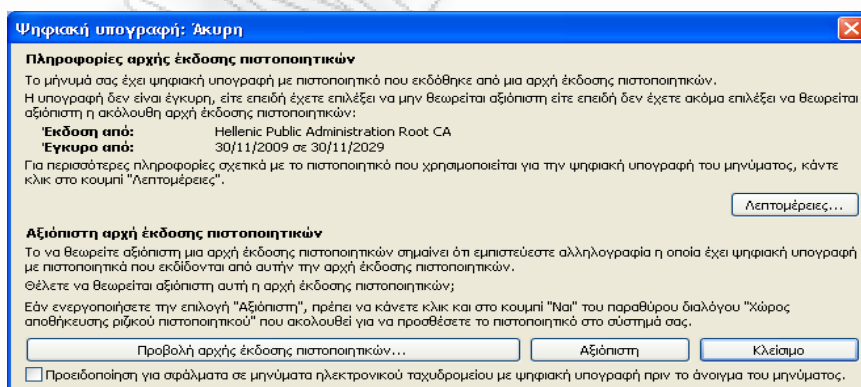 Ψηφιακή υπογραφή: Άκυρη
Πληροφορίες αρχής έκδοσης πιστοποιητικών
Το μήνυμά σας έχει ψηφιακή υπογραφή με πιστοποιητικό που εκδόθηκε από μια αρχή έκδοσης πιστοποιητικών.
Η υπογραφή δεν είναι έγκυρη, είτε επειδή έχετε επιλέξει να μην θεωρείται αξιόπιστη είτε επειδή δεν έχετε ακόμα επιλέξει να θεωρείται
αξιόπιστη η ακόλουθη αρχή έκδοσης πιστοποιητικών:
Έκδοση από: Hellenic Public Administration Root CA
Έγκυρο από: 30/11/2009 σε 30/11/2029
Για περισσότερες πληροφορίες σχετικά με το πιστοποιητικό που χρησιμοποιείται για την ψηφιακή υπογραφή του μηνύματος, κάντε
κλικ στο κουμπί "Λεπτομέρειες".
Λεπτομέρειες...
Αξιόπιστη αρχή έκδοσης πιστοποιητικών
Το να θεωρείτε αξιόπιστη μια αρχή έκδοσης πιστοποιητικών σημαίνει ότι εμπιστεύεστε αλληλογραφία η οποία έχει ψηφιακή υπογραφή
με πιστοποιητικά που εκδίδονται από αυτήν την αρχή έκδοσης πιστοποιητικών.
Θέλετε να θεωρείται αξιόπιστη αυτή η αρχή έκδοσης πιστοποιητικών;
Εάν ενεργοποιήσετε την επιλογή "Αξιόπιστη", πρέπει να κάνετε κλικ και στο κουμπί "Ναι" του παραθύρου διαλόγου "Χώρος
αποθήκευσης ριζικού πιστοποιητικού" που ακολουθεί για να προσθέσετε το πιστοποιητικό στο σύστημά σας.
Προβολή αρχής έκδοσης πιστοποιητικών... Αξιόπιστη Κλείσιμο
Προειδοποίηση για σφάλματα σε μηνύματα ηλεκτρονικού ταχυδρομείου με ψηφιακή υπογραφή πριν το άνοιγμα του μηνύματος.